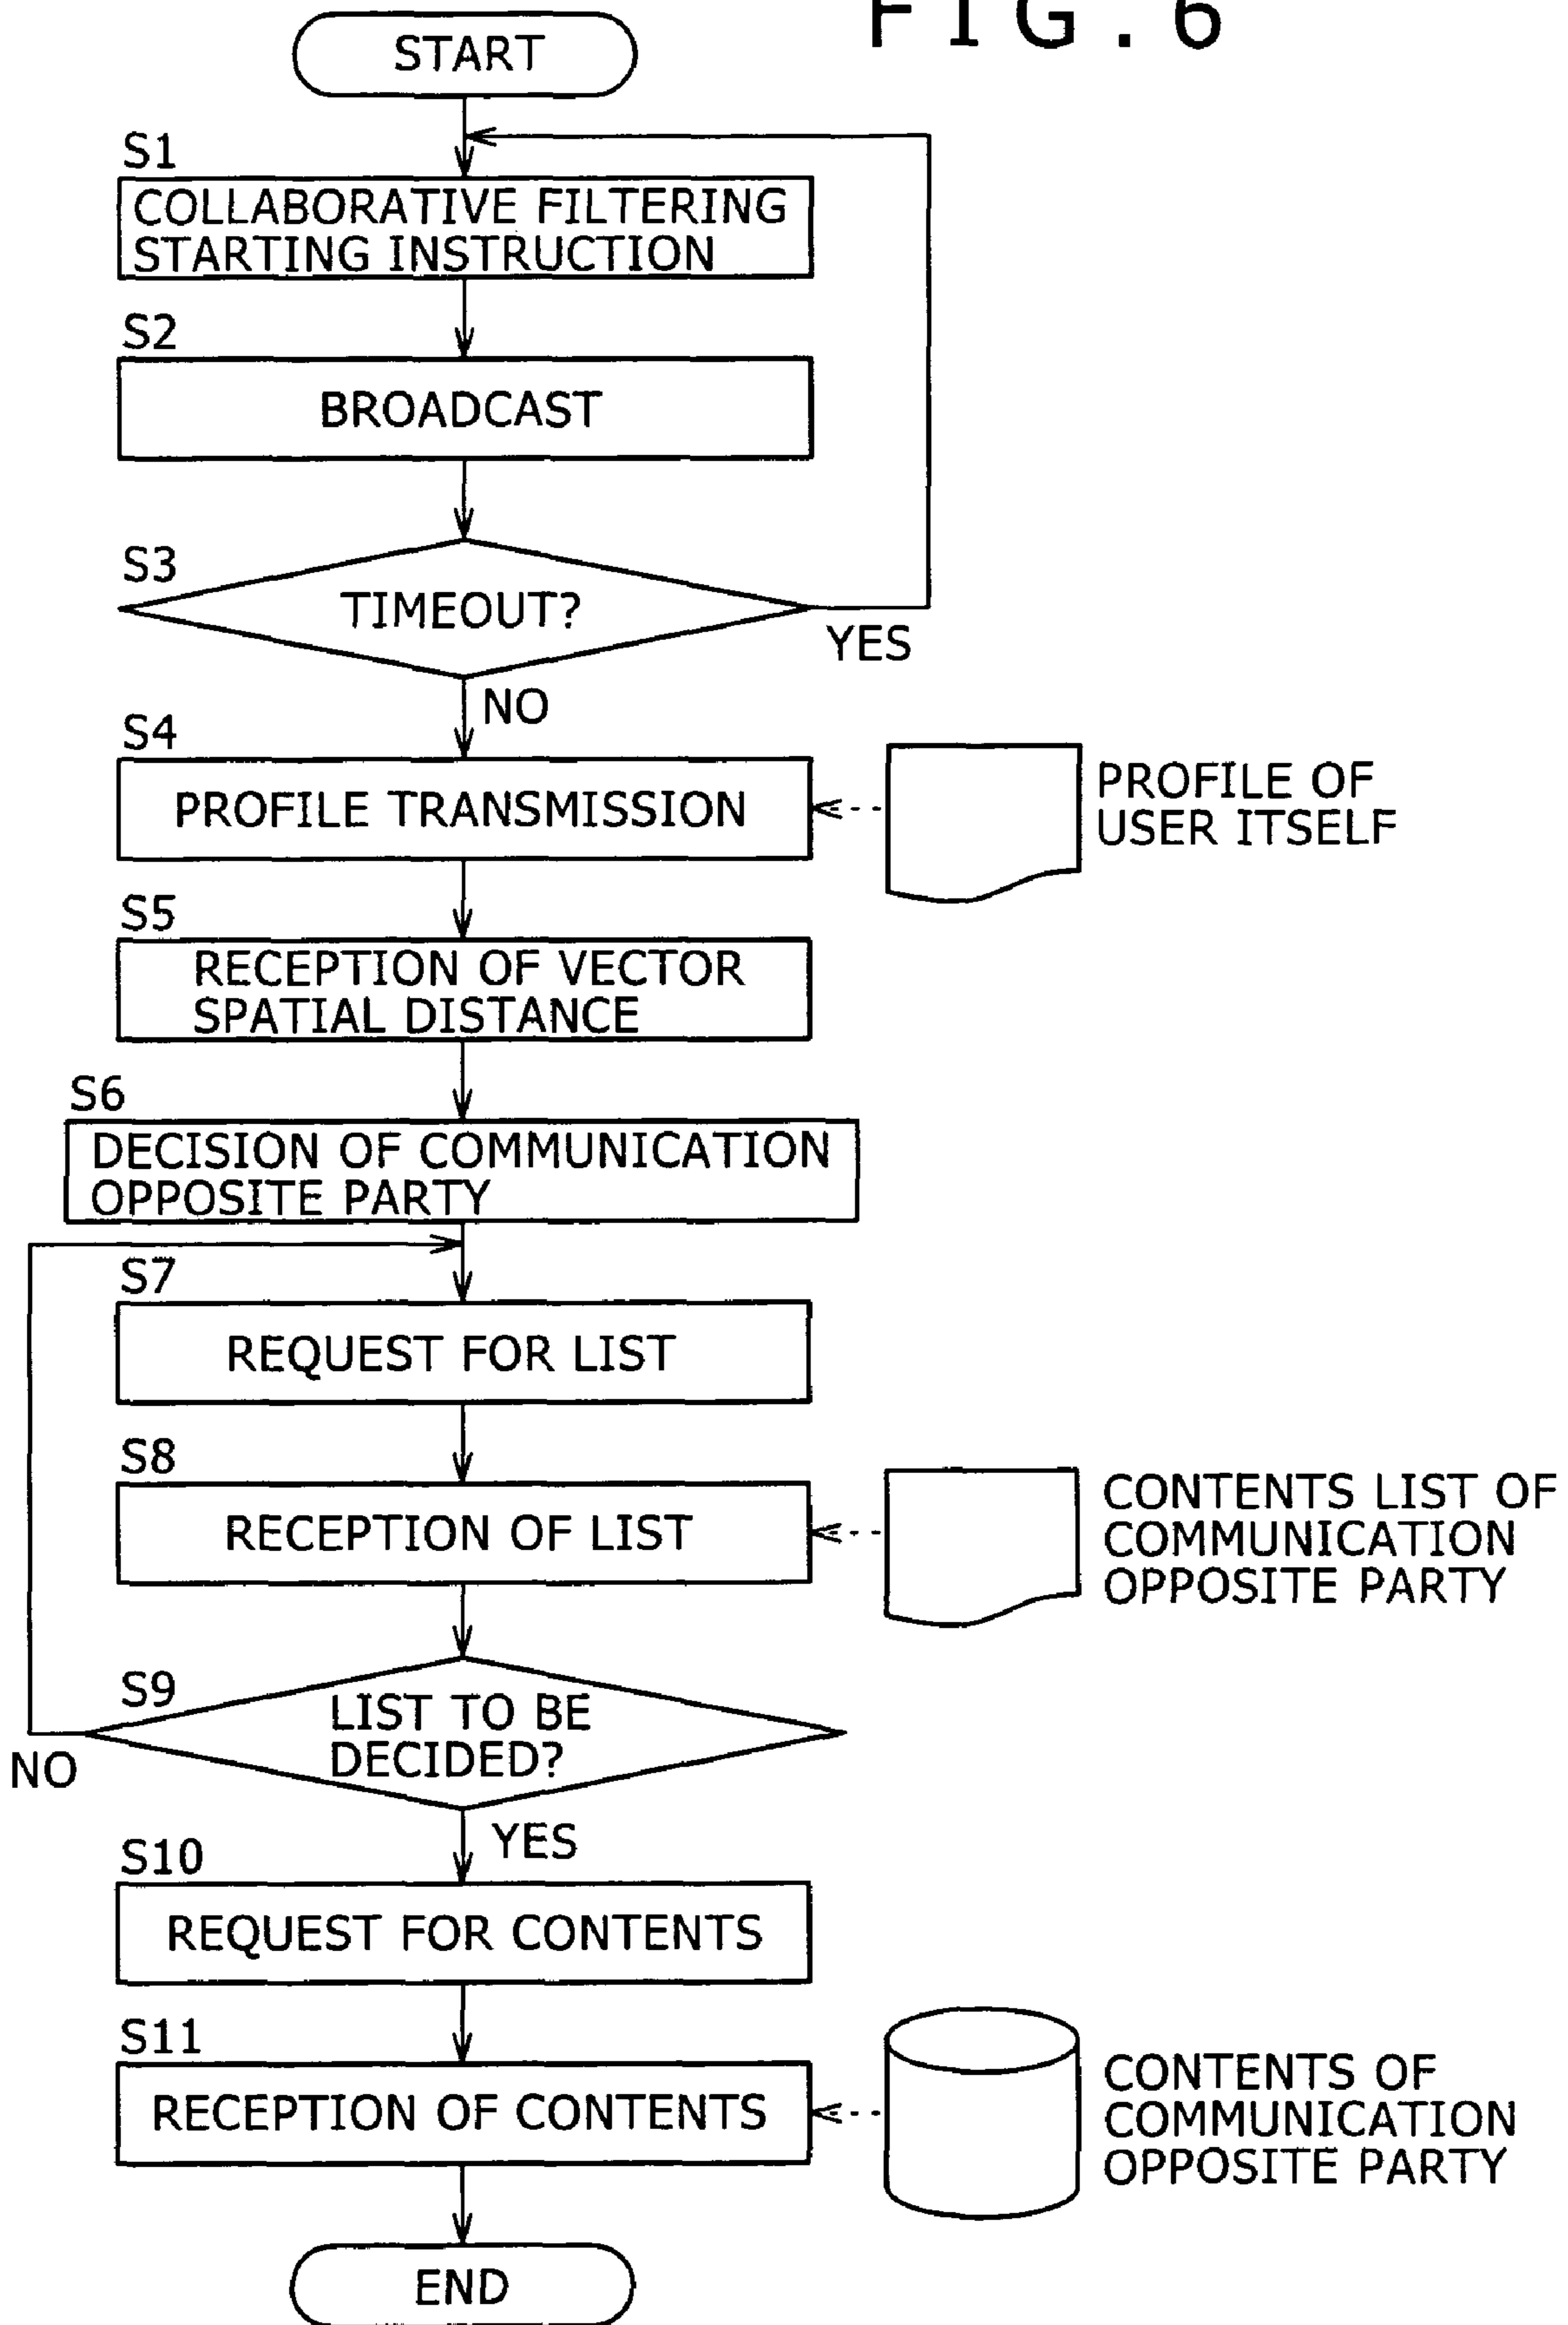 FIG.6
START
S1
COLLABORATIVE FILTERING
STARTING INSTRUCTION
S2
BROADCAST
S3
TIMEOUT?
YES
NO
S4
PROFILE TRANSMISSION
PROFILE OF
USER ITSELF
S5
RECEPTION OF VECTOR
SPATIAL DISTANCE
S6
DECISION OF COMMUNICATION
OPPOSITE PARTY
S7
REQUEST FOR LIST
S8
RECEPTION OF LIST
CONTENTS LIST OF
COMMUNICATION
OPPOSITE PARTY
S9
LIST TO BE
DECIDED?
NO
YES
S10
REQUEST FOR CONTENTS
S11
RECEPTION OF CONTENTS
CONTENTS OF
COMMUNICATION
OPPOSITE PARTY
END